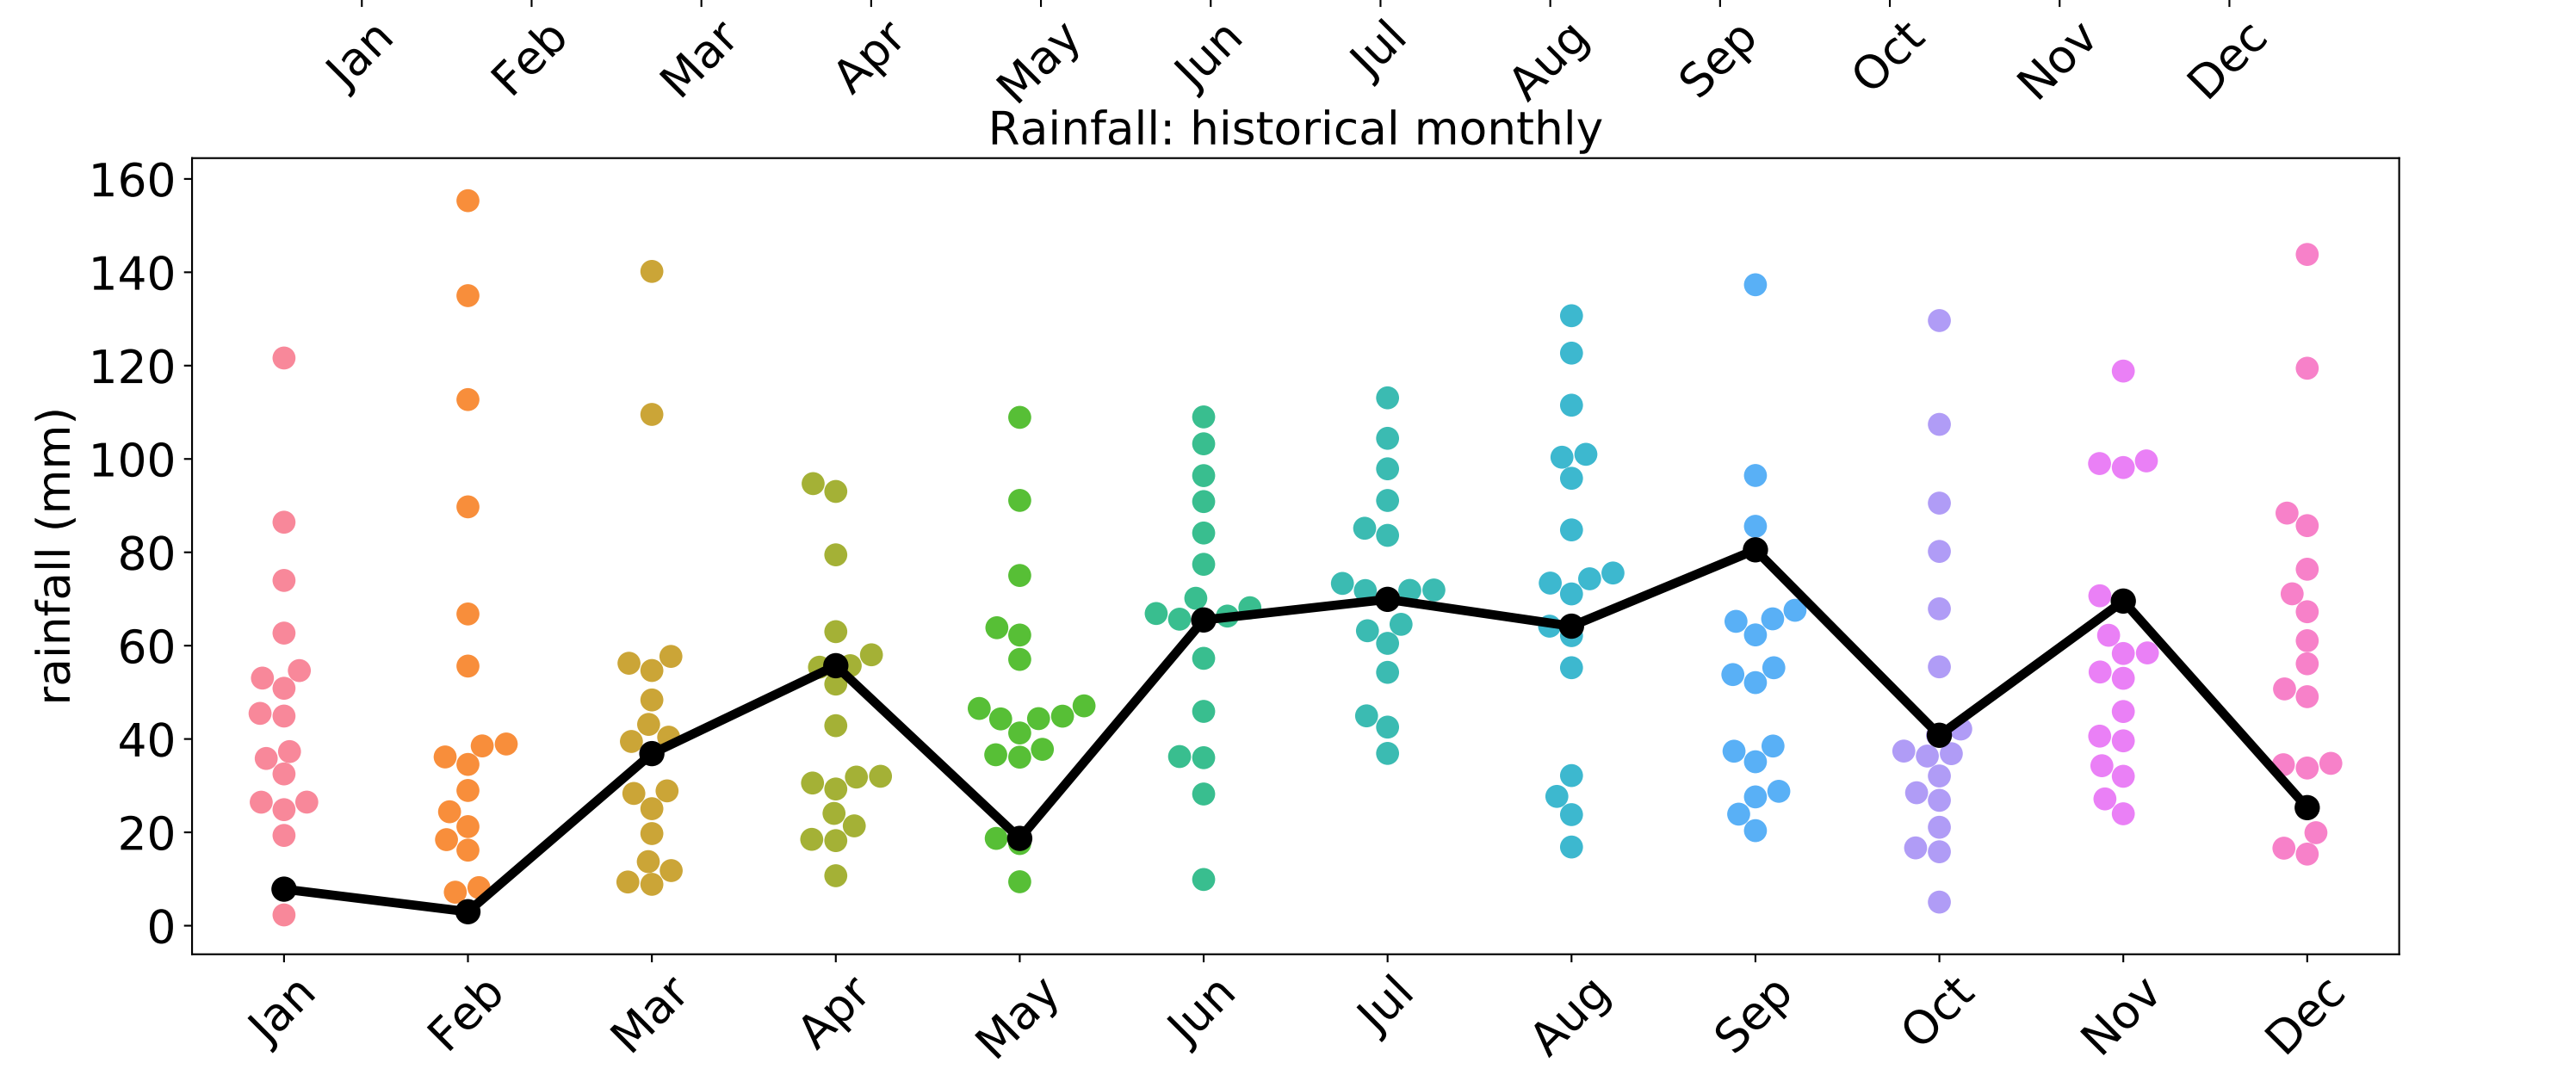 Jan Feb Mar Apr May Jun Jul Aug Sep Oct Nov Dec
Rainfall: historical monthly
rainfall (mm)
160
140
120
100
80
60
40
20
0
Jan Feb Mar Apr May Jun Jul Aug Sep Oct Nov Dec